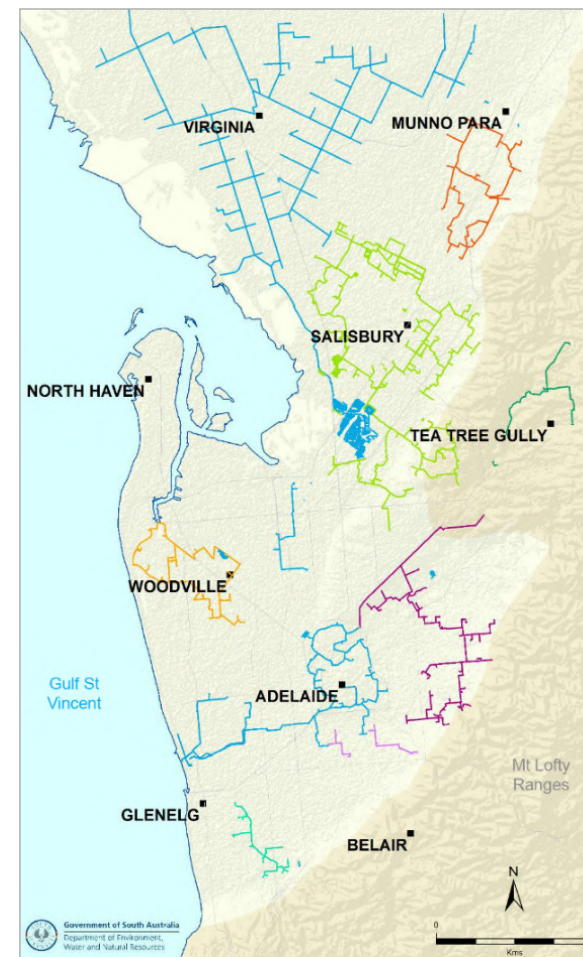 VIRGINIA
MUNNO PARA
SALISBURY
NORTH HAVEN
TEA TREE GULLY
WOODVILLE
Gulf St
Vincent
ADELAIDE
Mt Lofty
Ranges
GLENELG
BELAIR
N
Government of South Australia
Department of Environment,
Water and Natural Resources
0
Kms